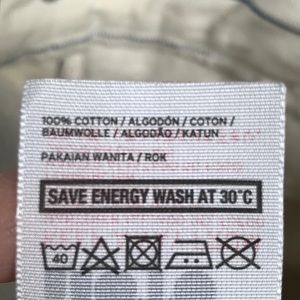 100% COTTON / ALGODÓN / COTON /
BAUMWOLLE / ALGODÃO / KATUN
PAKAIAN WANITA / ROK
SAVE ENERGY WASH AT 30°C
40